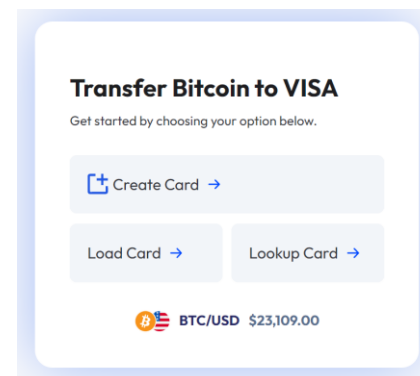 Transfer Bitcoin to VISA
Get started by choosing your option below.
Create Card →
Load Card →
Lookup Card →
BTC/USD $23,109.00